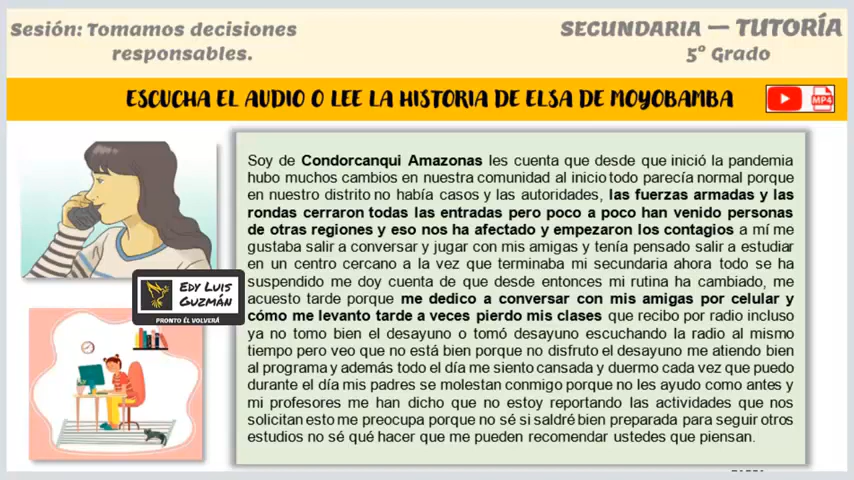 Sesión: Tomamos decisiones
responsables.
SECUNDARIA — TUTORÍA
5° Grado
ESCUCHA EL AUDIO O LEE LA HISTORIA DE ELSA DE MOYOBAMBA
MP4
Soy de Condorcanqui Amazonas les cuenta que desde que inició la pandemia
hubo muchos cambios en nuestra comunidad al inicio todo parecía normal porque
en nuestro distrito no había casos y las autoridades, las fuerzas armadas y las
rondas cerraron todas las entradas pero poco a poco han venido personas
de otras regiones y eso nos ha afectado y empezaron los contagios a mí me
gustaba salir a conversar y jugar con mis amigas y tenía pensado salir a estudiar
en un centro cercano a la vez que terminaba mi secundaria ahora todo se ha
suspendido me doy cuenta de que desde entonces mi rutina ha cambiado, me
acuesto tarde porque me dedico a conversar con mis amigas por celular y
cómo me levanto tarde a veces pierdo mis clases que recibo por radio incluso
ya no tomo bien el desayuno o tomó desayuno escuchando la radio al mismo
tiempo pero veo que no está bien porque no disfruto el desayuno me atiendo bien
al programa y además todo el día me siento cansada y duermo cada vez que puedo
durante el día mis padres se molestan conmigo porque no les ayudo como antes y
mi profesores me han dicho que no estoy reportando las actividades que nos
solicitan esto me preocupa porque no sé si saldré bien preparada para seguir otros
estudios no sé qué hacer que me pueden recomendar ustedes que piensan.
EDY LUIS
GUZMÁN
PRONTO ÉL VOLVERÁ